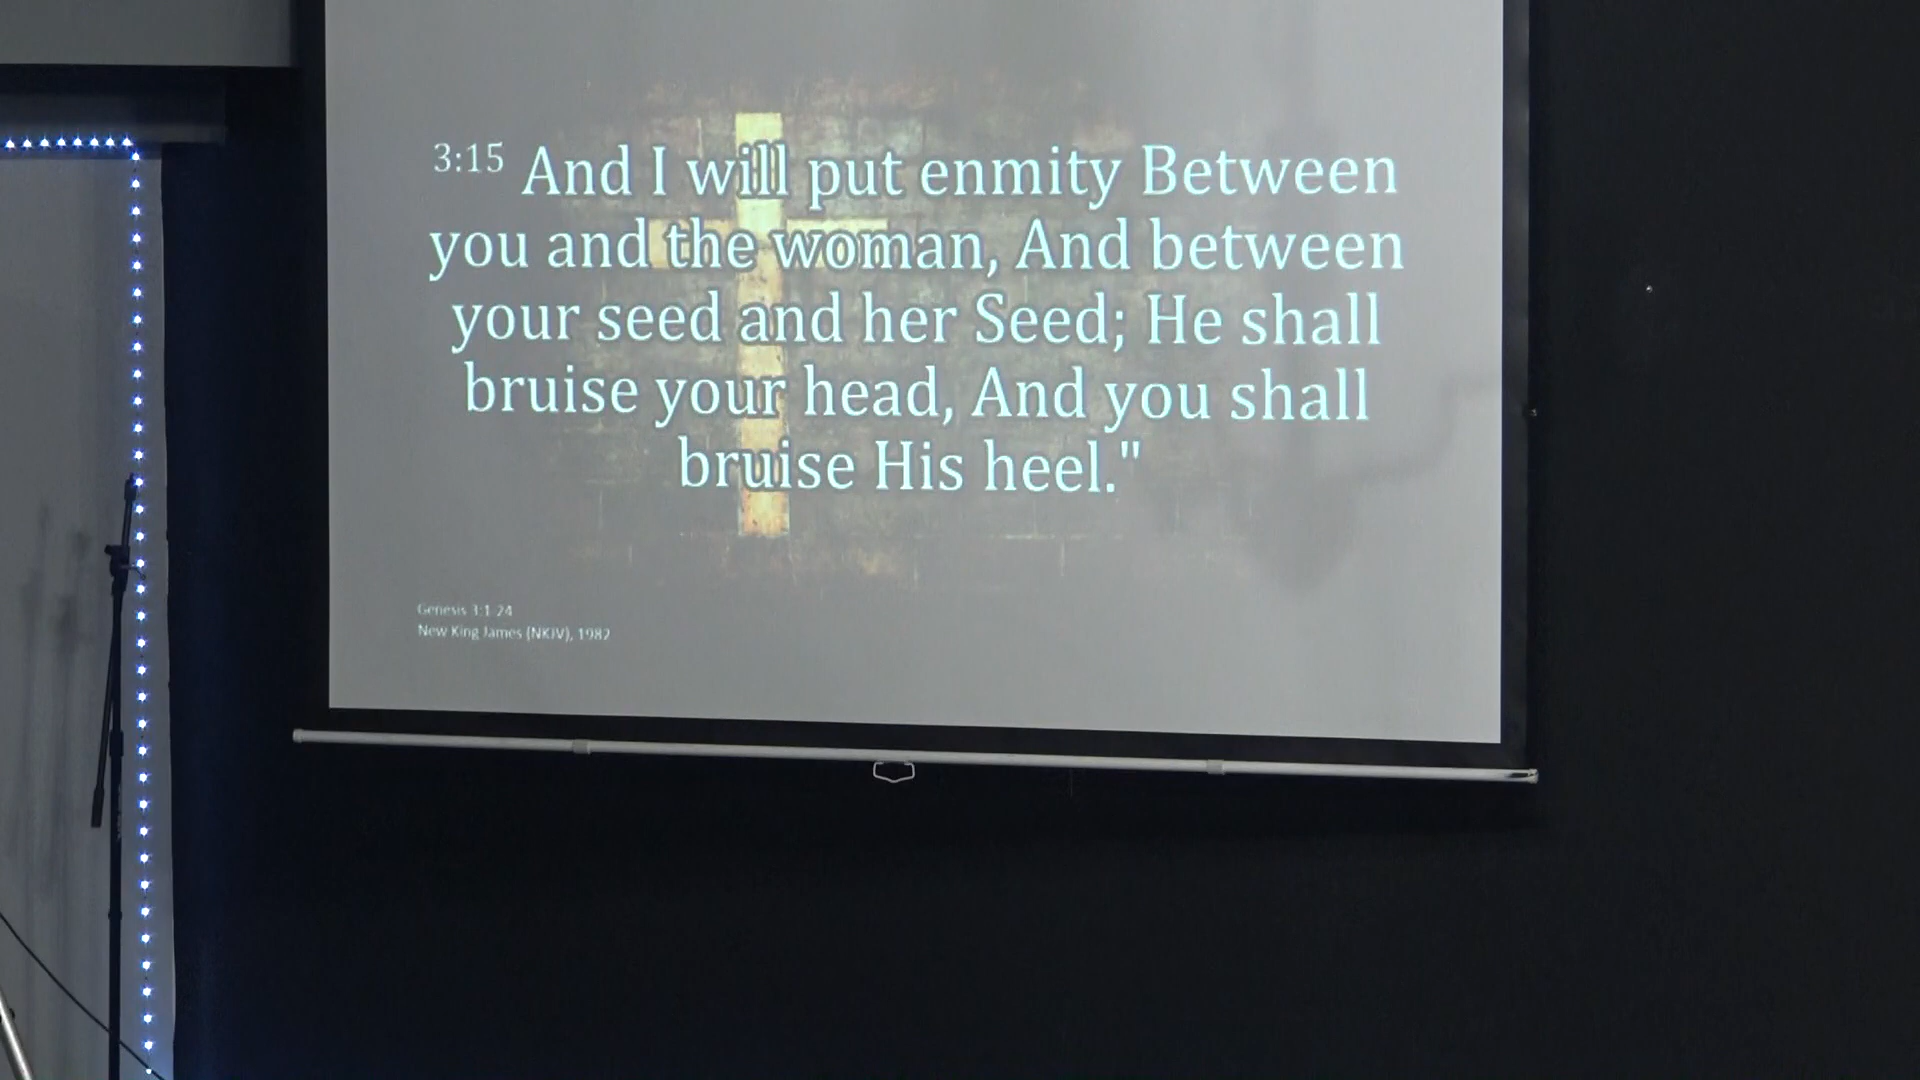 3:15 And I will put enmity Between
you and the woman, And between
your seed and her Seed; He shall
bruise your head, And you shall
bruise His heel."
Genesis 3:1-24
New King James (NKJV), 1982